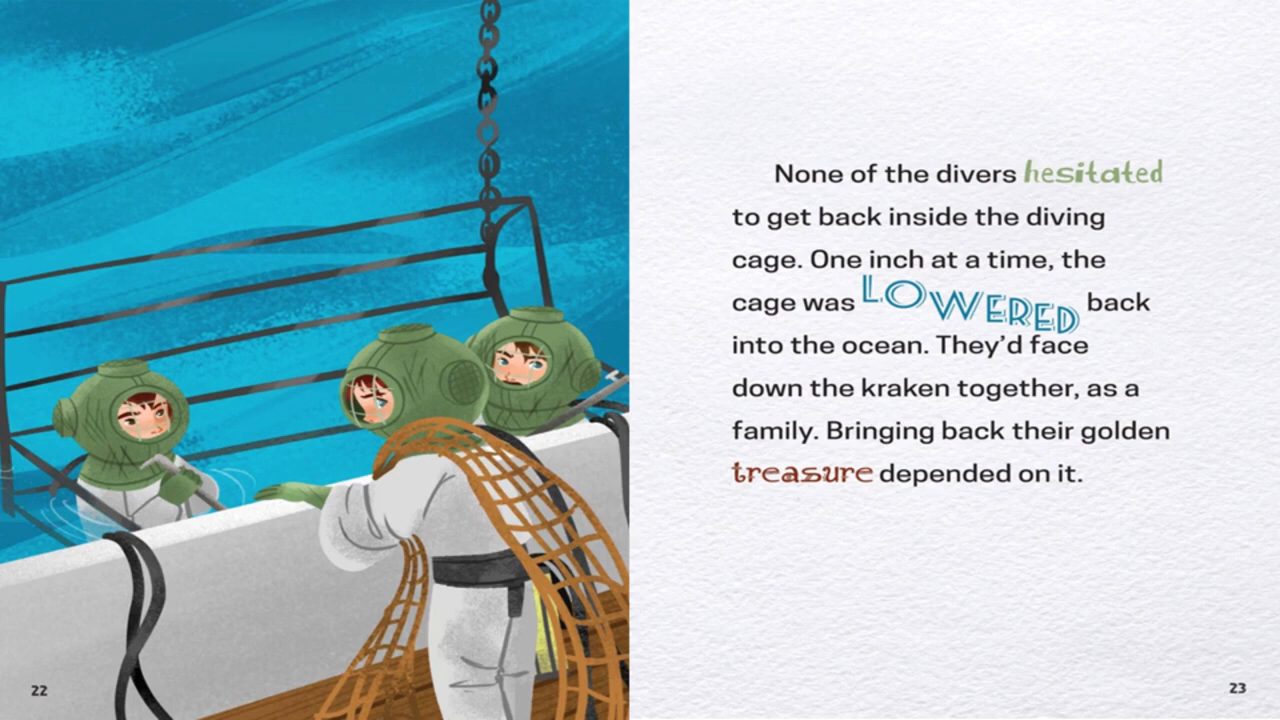 None of the divers hesitated
to get back inside the diving
cage. One inch at a time, the
cage was LOWERED back
into the ocean. They’d face
down the kraken together, as a
family. Bringing back their golden
treasure depended on it.
22
23